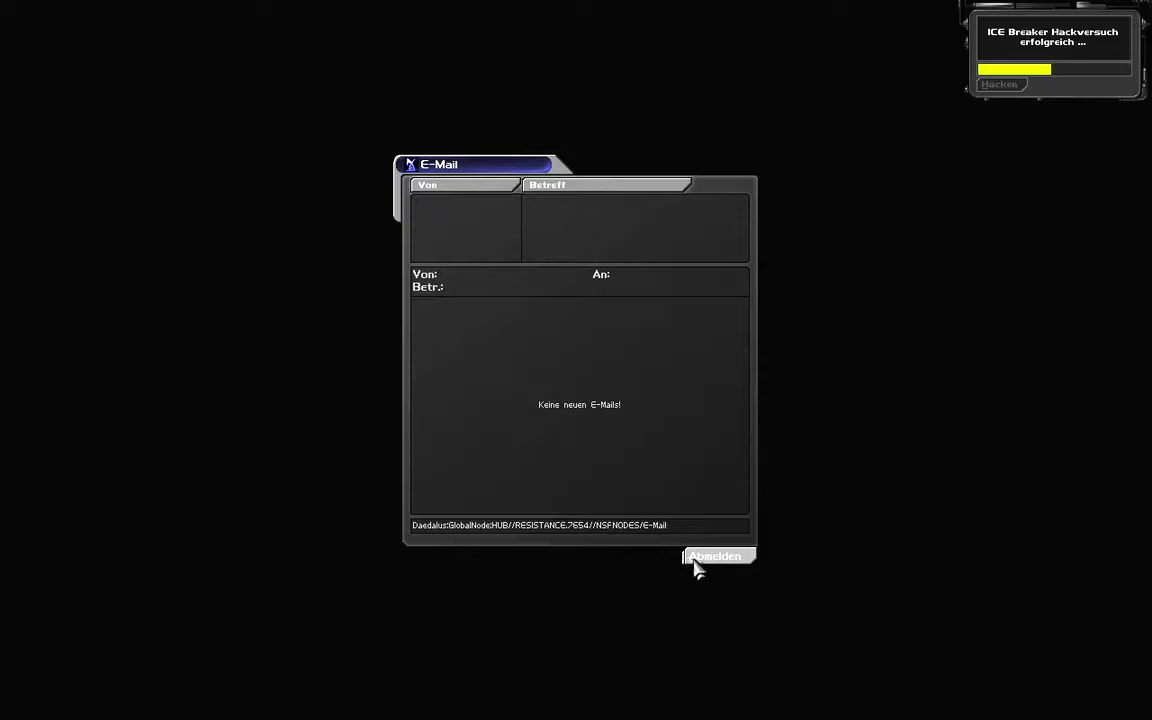 ICE Breaker Hackversuch
erfolgreich ...
Hacken
E-Mail
Von
Betreff
Von:
An:
Betr.:
Keine neuen E-Mails!
Daedalus:GlobalNode:HUB//RESISTANCE.7654//NSFNODES/E-Mail
Abmelden